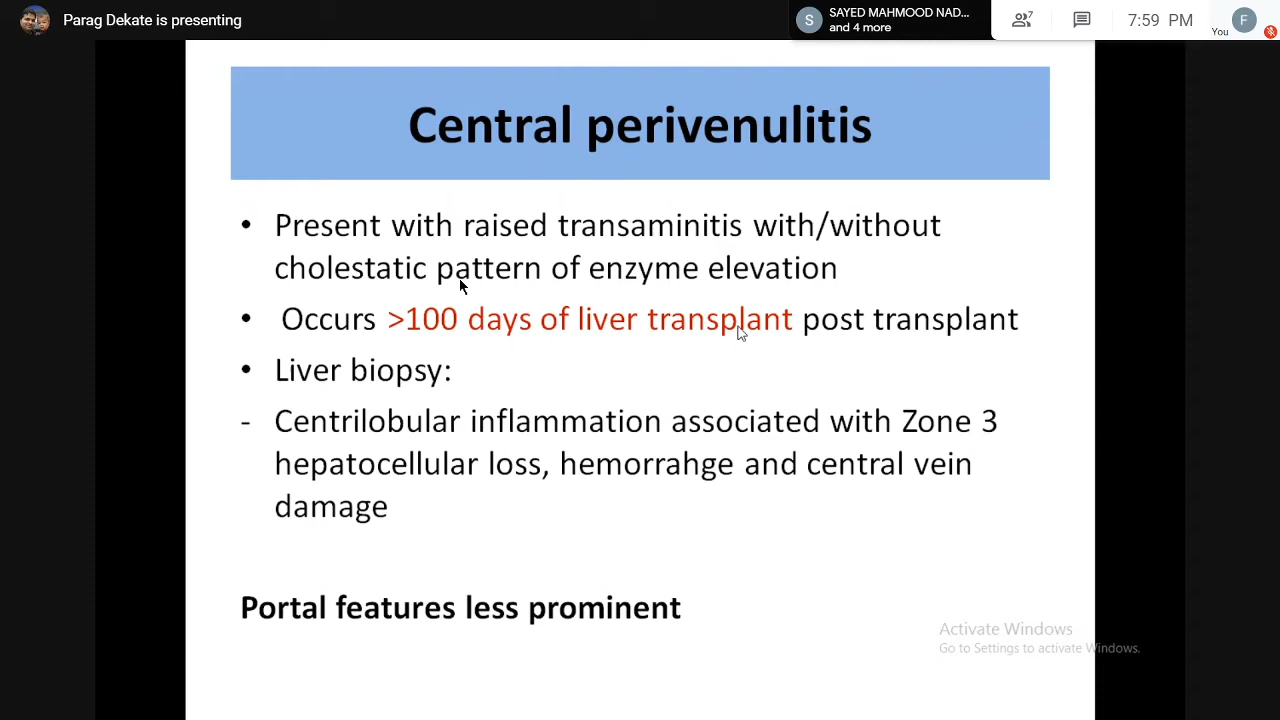 Parag Dekate is presenting
S
SAYED MAHMOOD NAD...
and 4 more
7
7:59 PM
You
F
Central perivenulitis
• Present with raised transaminitis with/without
cholestatic pattern of enzyme elevation
• Occurs >100 days of liver transplant post transplant
• Liver biopsy:
- Centrilobular inflammation associated with Zone 3
hepatocellular loss, hemorrahge and central vein
damage
Portal features less prominent
Activate Windows
Go to Settings to activate Windows.